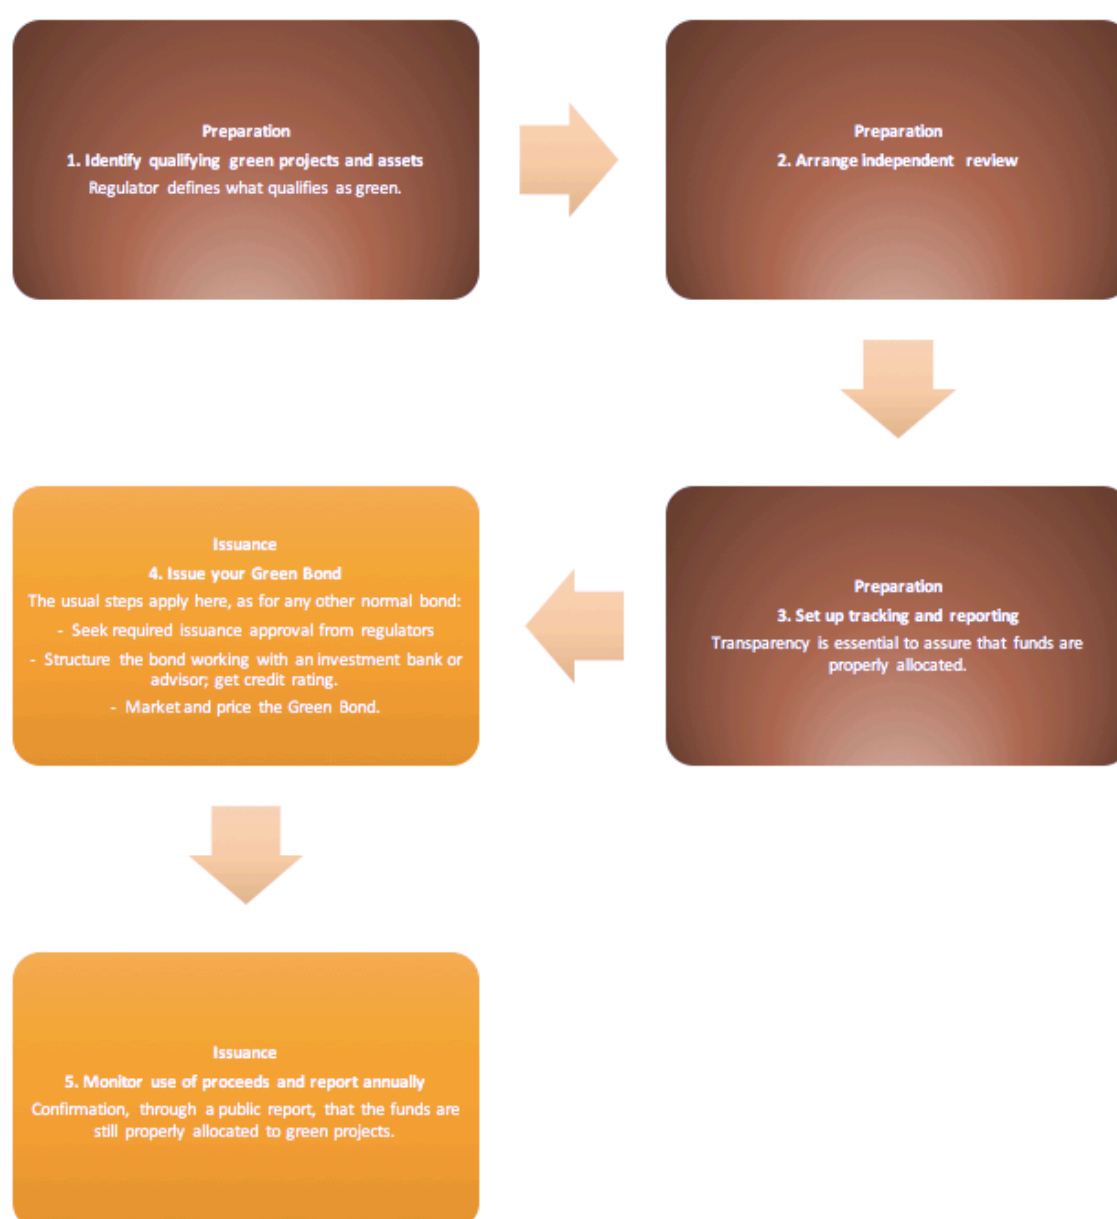 Preparation
1. Identify qualifying green projects and assets
Regulator defines what qualifies as green.
Preparation
2. Arrange independent review
Preparation
3. Set up tracking and reporting
Transparency is essential to assure that funds are
properly allocated.
Issuance
4. Issue your Green Bond
The usual steps apply here, as for any other normal bond:
- Seek required issuance approval from regulators
- Structure the bond working with an investment bank or
advisor; get credit rating.
- Market and price the Green Bond.
Issuance
5. Monitor use of proceeds and report annually
Confirmation, through a public report, that the funds are
still properly allocated to green projects.